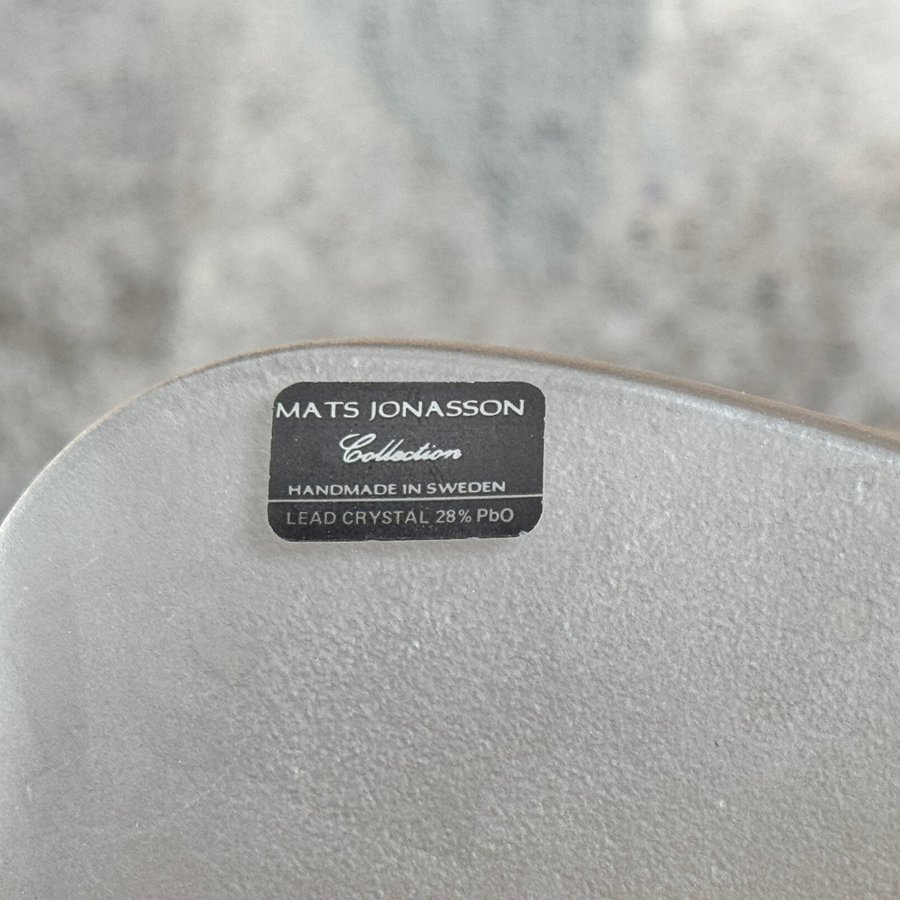 MATS JONASSON
Collection
HANDMADE IN SWEDEN
LEAD CRYSTAL 28% PbO